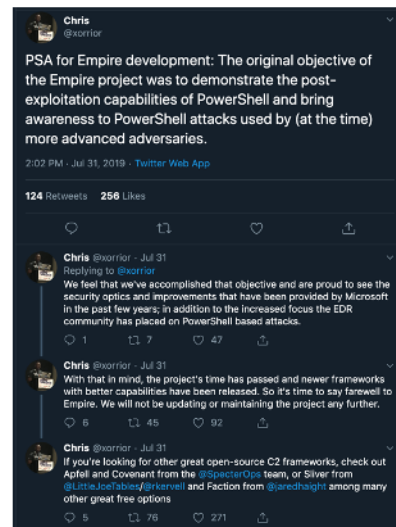 Chris
@xorrior
PSA for Empire development: The original objective of
the Empire project was to demonstrate the post-
exploitation capabilities of PowerShell and bring
awareness to PowerShell attacks used by (at the time)
more advanced adversaries.
2:02 PM · Jul 31, 2019 · Twitter Web App
124 Retweets 256 Likes
Chris @xorrior · Jul 31
Replying to @xorrior
We feel that we've accomplished that objective and are proud to see the
security optics and improvements that have been provided by Microsoft
in the past few years; in addition to the increased focus the EDR
community has placed on PowerShell based attacks.
1 7 47
Chris @xorrior · Jul 31
With that in mind, the project's time has passed and newer frameworks
with better capabilities have been released. So it's time to say farewell to
Empire. We will not be updating or maintaining the project any further.
6 45 92
Chris @xorrior · Jul 31
If you're looking for other great open-source C2 frameworks, check out
Apfell and Covenant from the @SpecterOps team, or Sliver from
@LittleJoeTables/@rkervell and Faction from @jaredhaight among many
other great free options
5 76 271